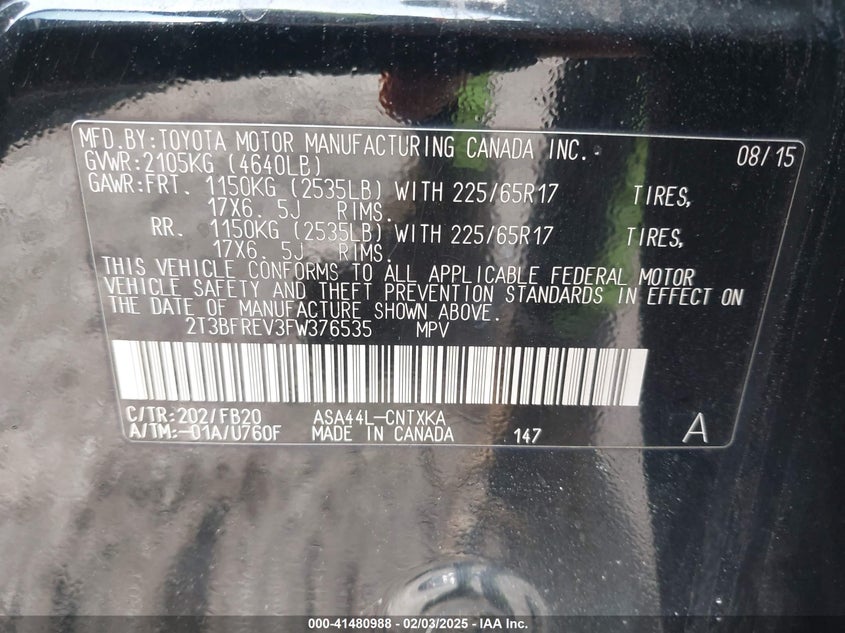 MFD.BY:TOYOTA MOTOR MANUFACTURING CANADA INC. 08/15
GVWR:2105KG (4640LB)
GAWR:FRT. 1150KG (2535LB) WITH 225/65R17 TIRES,
17X6. 5J RIMS.
RR. 1150KG (2535LB) WITH 225/65R17 TIRES,
17X6. 5J RIMS.
THIS VEHICLE CONFORMS TO ALL APPLICABLE FEDERAL MOTOR
VEHICLE SAFETY AND THEFT PREVENTION STANDARDS IN EFFECT ON
THE DATE OF MANUFACTURE SHOWN ABOVE.
2T3BFREV3FW376535 MPV
C/TR:202/FB20 ASA44L-CNTXKA
A/TM:-01A/U760F MADE IN CANADA 147 A
000-41480988 - 02/03/2025 - IAA Inc.